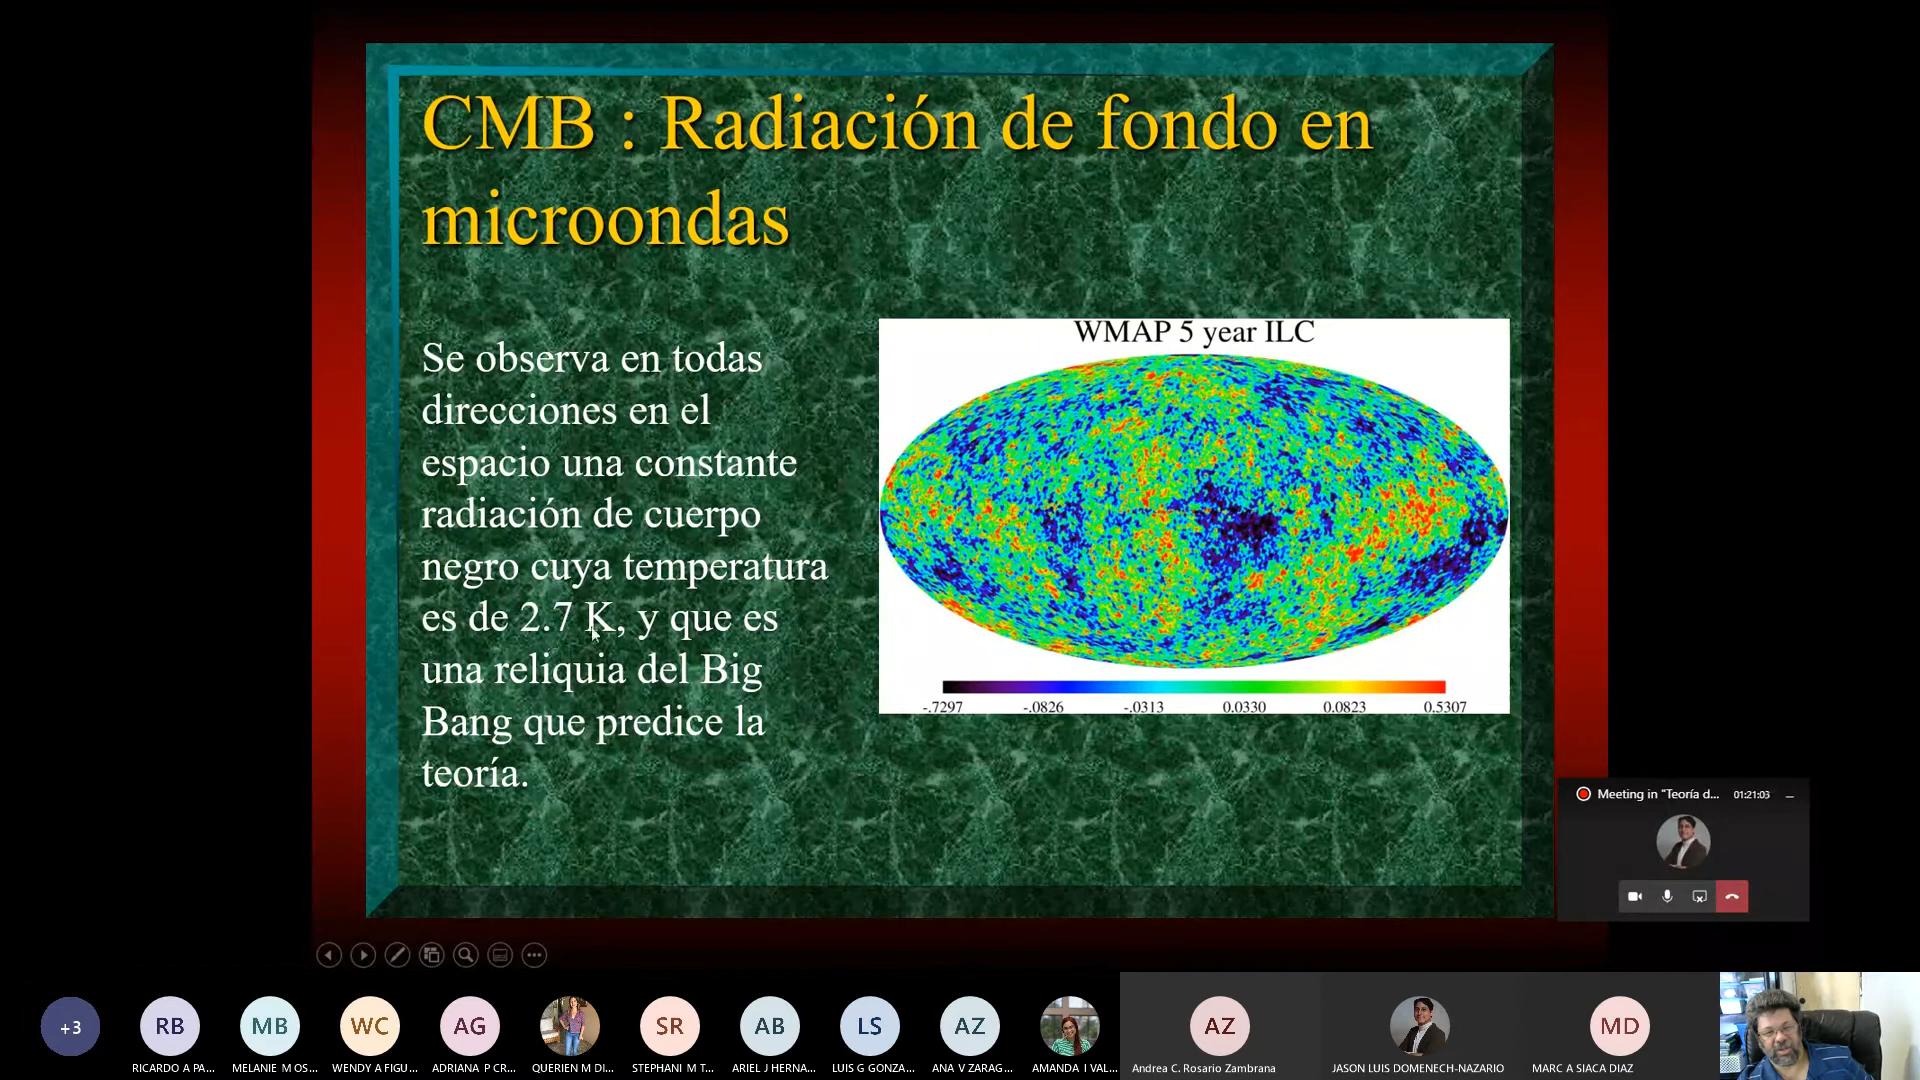 CMB : Radiación de fondo en
microondas
Se observa en todas
direcciones en el
espacio una constante
radiación de cuerpo
negro cuya temperatura
es de 2.7 K, y que es
una reliquia del Big
Bang que predice la
teoría.
WMAP 5 year ILC
-.7297 -.0826 -.0313 0.0330 0.0823 0.5307
Meeting in "Teoría d... 01:21:03
+3 RB MB WC AG SR AB LS AZ AZ MD
RICARDO A PA... MELANIE M OS... WENDY A FIGU... ADRIANA P CR... QUERIEN M DI... STEPHANI M T... ARIEL J HERNA... LUIS G GONZA... ANA V ZARAG... AMANDA I VAL... Andrea C. Rosario Zambrana JASON LUIS DOMENECH-NAZARIO MARC A SIACA DIAZ